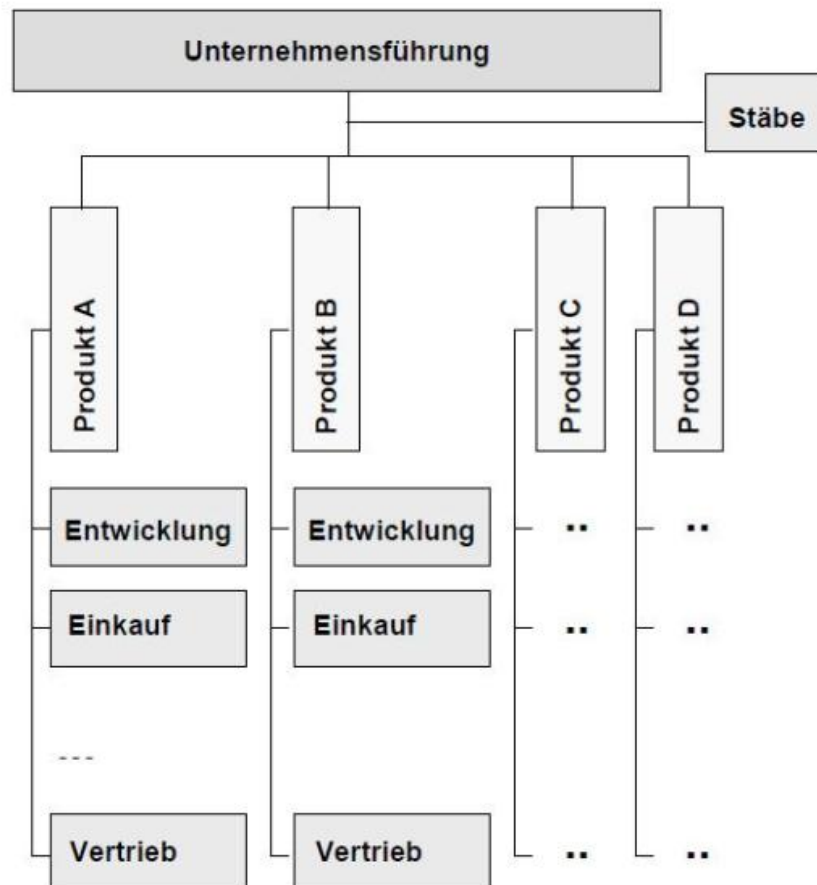 Unternehmensführung
Stäbe
Produkt A
Produkt B
Produkt C
Produkt D
Entwicklung
Entwicklung
..
..
Einkauf
Einkauf
..
..
---
Vertrieb
Vertrieb
..
..